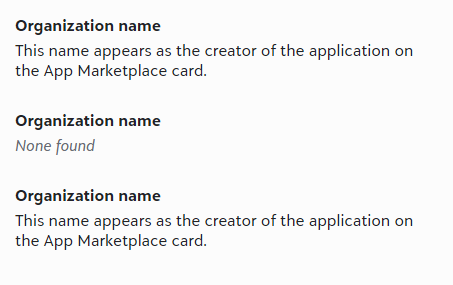 Organization name
This name appears as the creator of the application on
the App Marketplace card.
Organization name
None found
Organization name
This name appears as the creator of the application on
the App Marketplace card.